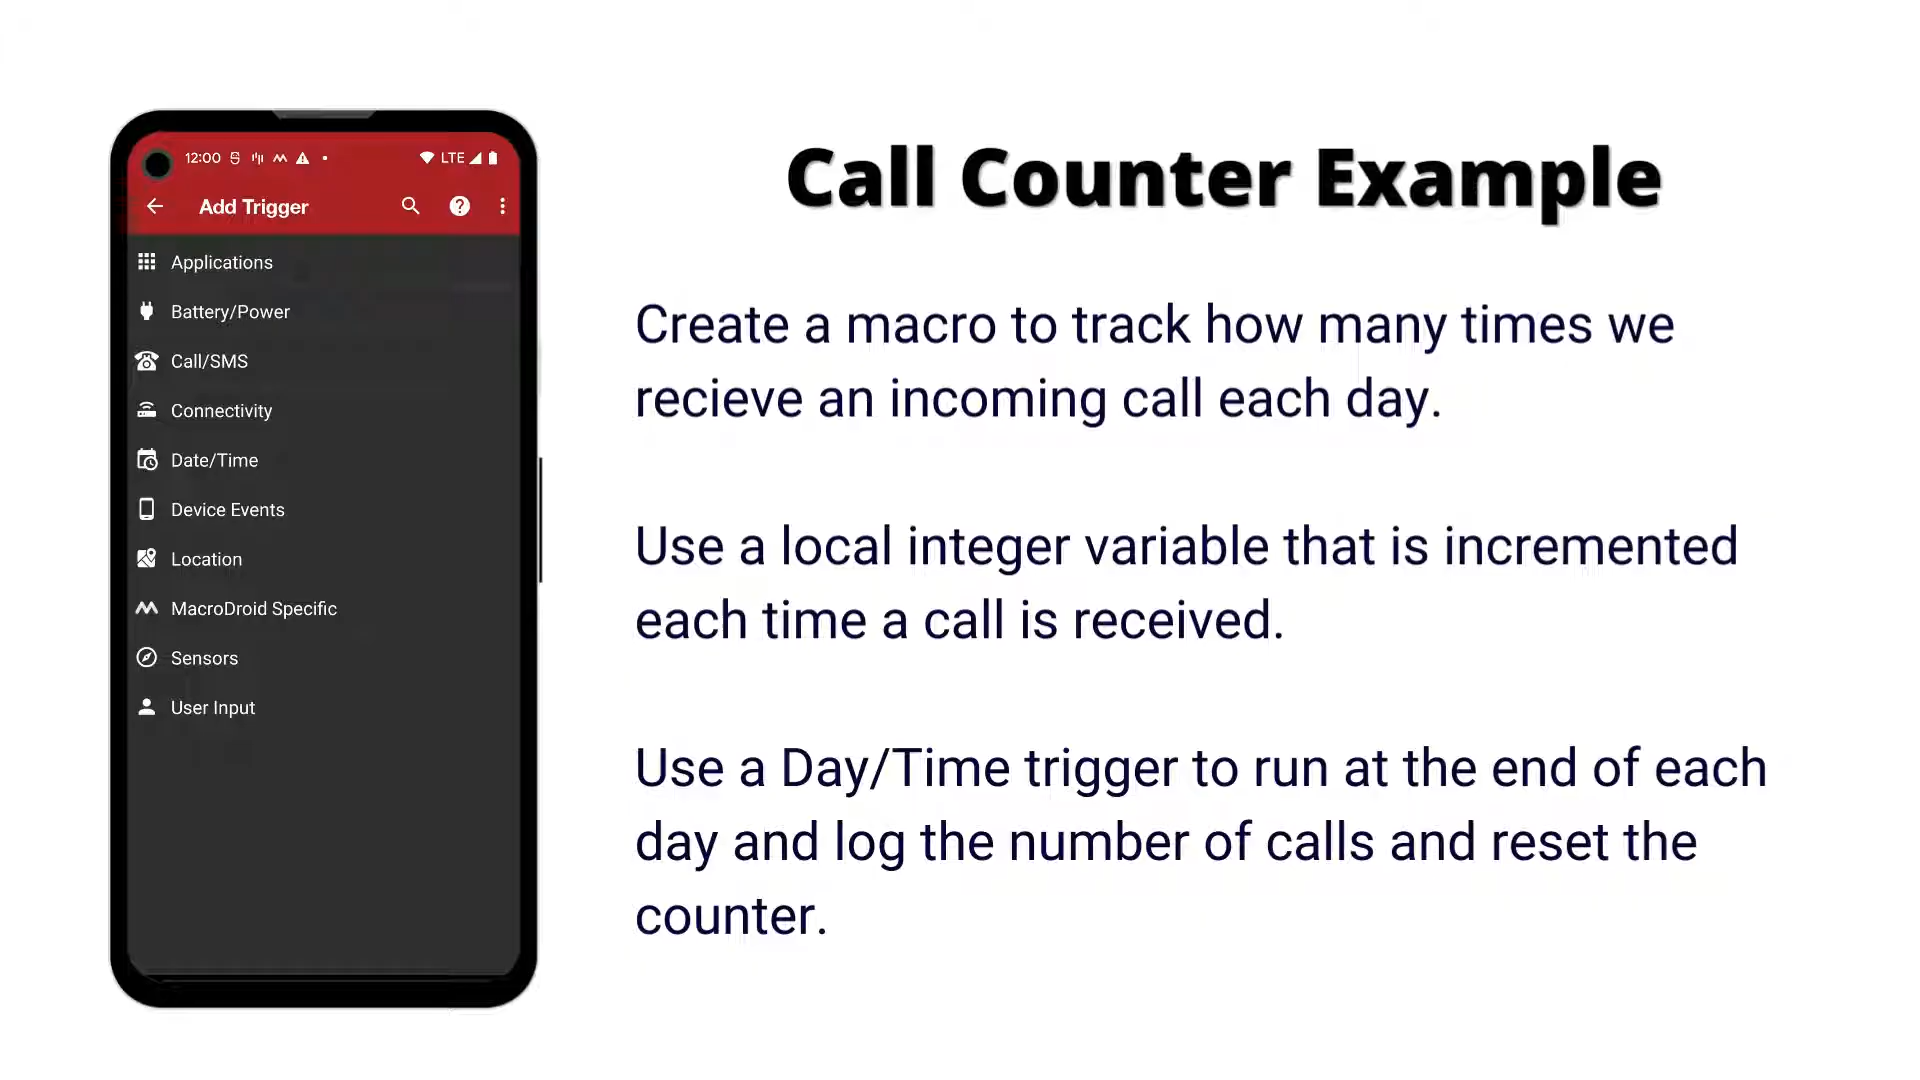 12:00 LTE
Add Trigger
Applications
Battery/Power
Call/SMS
Connectivity
Date/Time
Device Events
Location
MacroDroid Specific
Sensors
User Input
Call Counter Example
Create a macro to track how many times we
recieve an incoming call each day.
Use a local integer variable that is incremented
each time a call is received.
Use a Day/Time trigger to run at the end of each
day and log the number of calls and reset the
counter.